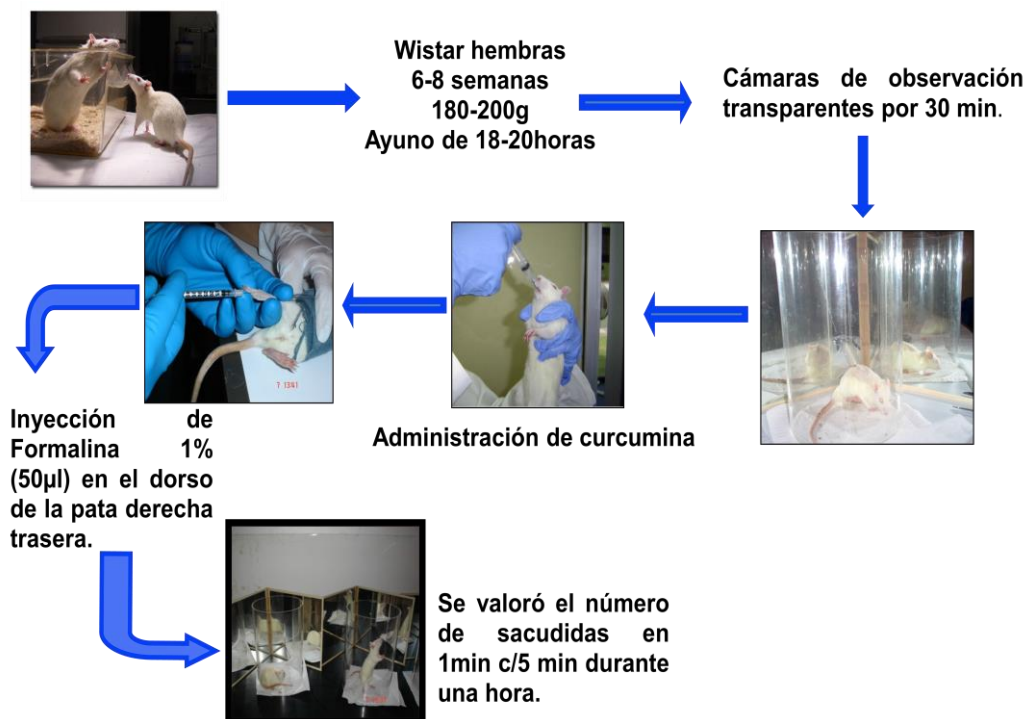 Wistar hembras
6-8 semanas
180-200g
Ayuno de 18-20horas
Cámaras de observación
transparentes por 30 min.
Administración de curcumina
Inyección de
Formalina 1%
(50µl) en el dorso
de la pata derecha
trasera.
Se valoró el número
de sacudidas en
1min c/5 min durante
una hora.